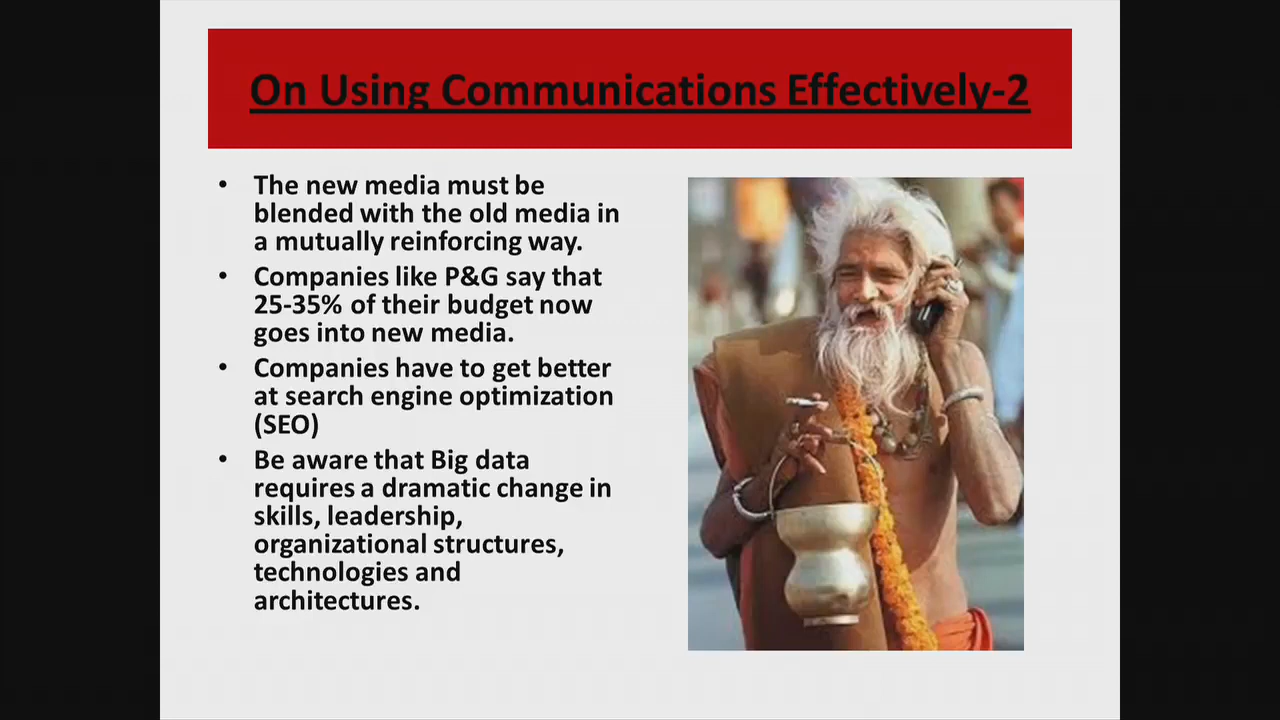 On Using Communications Effectively-2
• The new media must be
blended with the old media in
a mutually reinforcing way.
• Companies like P&G say that
25-35% of their budget now
goes into new media.
• Companies have to get better
at search engine optimization
(SEO)
• Be aware that Big data
requires a dramatic change in
skills, leadership,
organizational structures,
technologies and
architectures.